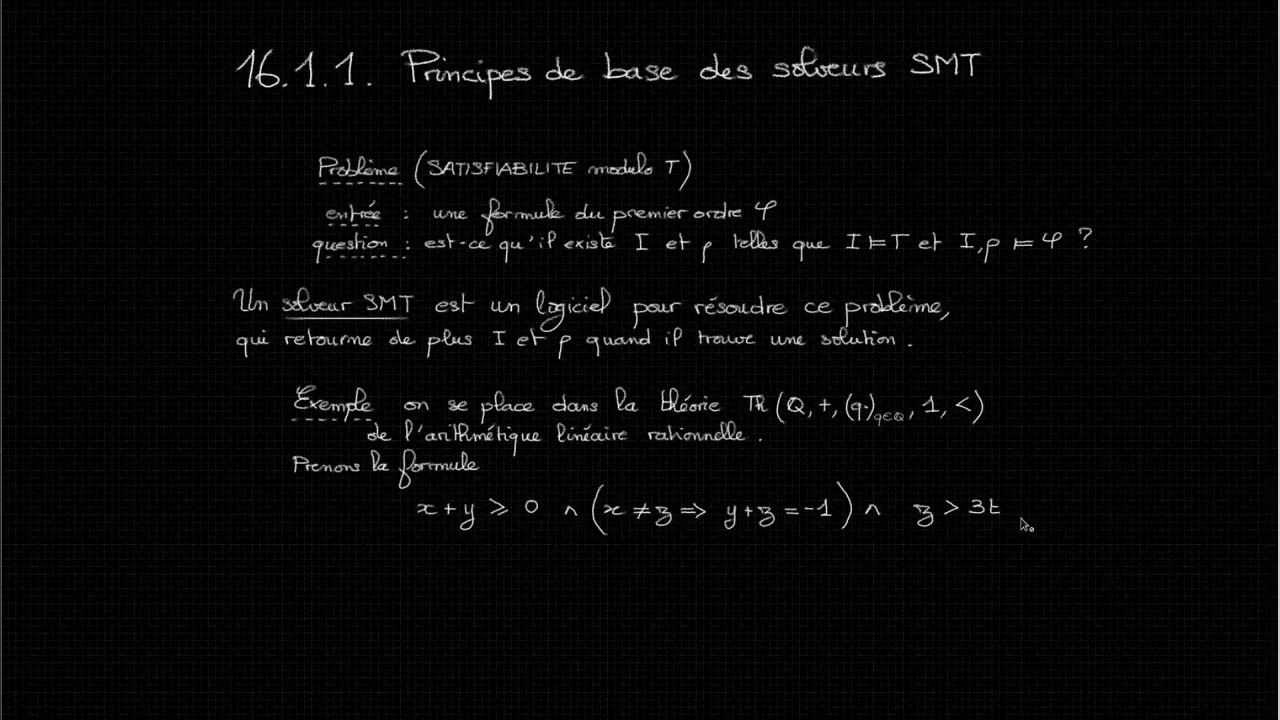 16.1.1. Principes de base des solveurs SMT
Problème (SATISFIABILITE modulo T)
entrée : une formule du premier ordre φ
question : est-ce qu'il existe I et ρ telles que I ⊨ T et I, ρ ⊨ φ ?
Un solveur SMT est un logiciel pour résoudre ce problème,
qui retourne de plus I et ρ quand il trouve une solution.
Exemple on se place dans la théorie Th(Q, +, (q·)q∈Q, 1, <)
de l'arithmétique linéaire rationnelle.
Prenons la formule
x + y ⩾ 0 ∧ (x ≠ z ⇒ y + z = -1) ∧ z > 3t